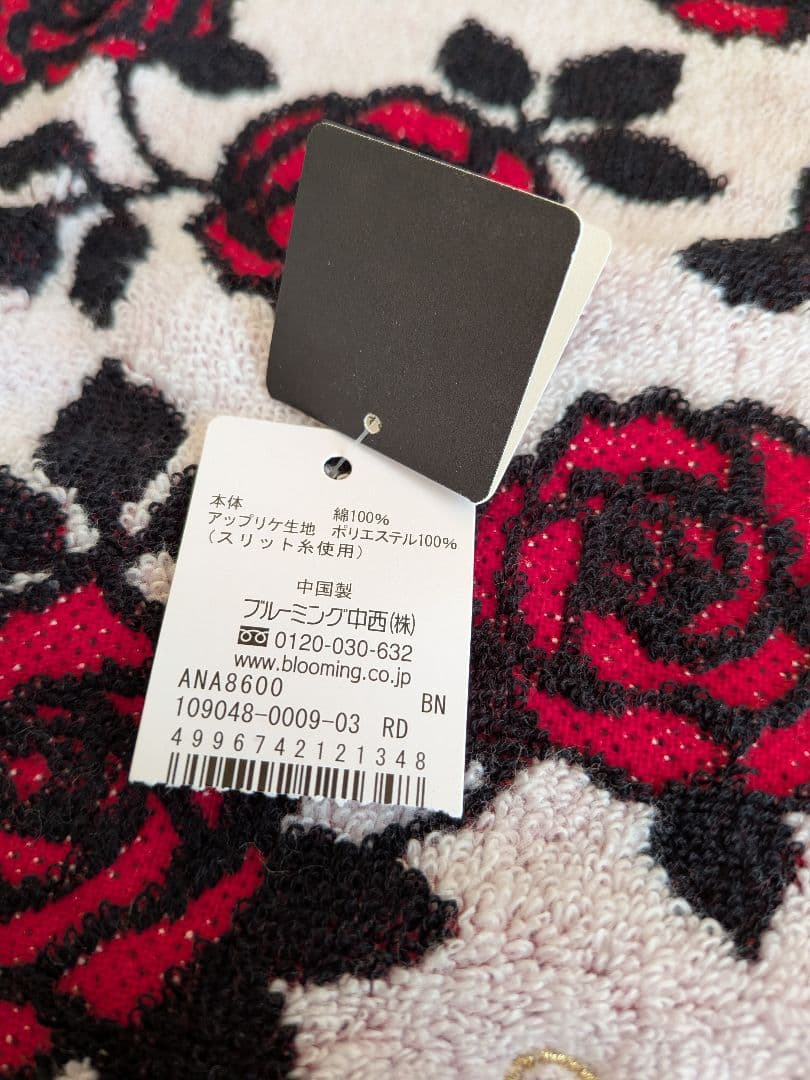 本体 綿100%
アップリケ生地 ポリエステル100%
(スリット糸使用)
中国製
ブルーミング中西(株)
0120-030-632
www.blooming.co.jp
ANA8600 BN
109048-0009-03 RD
4996742121348